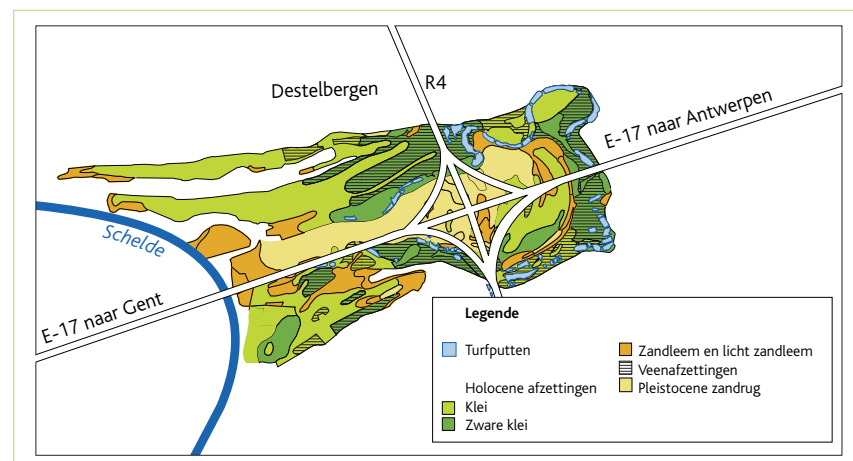 Destelbergen
R4
E-17 naar Antwerpen
Schelde
E-17 naar Gent
Legende
Turfputten
Holocene afzettingen
Klei
Zware klei
Zandleem en licht zandleem
Veenafzettingen
Pleistocene zandrug